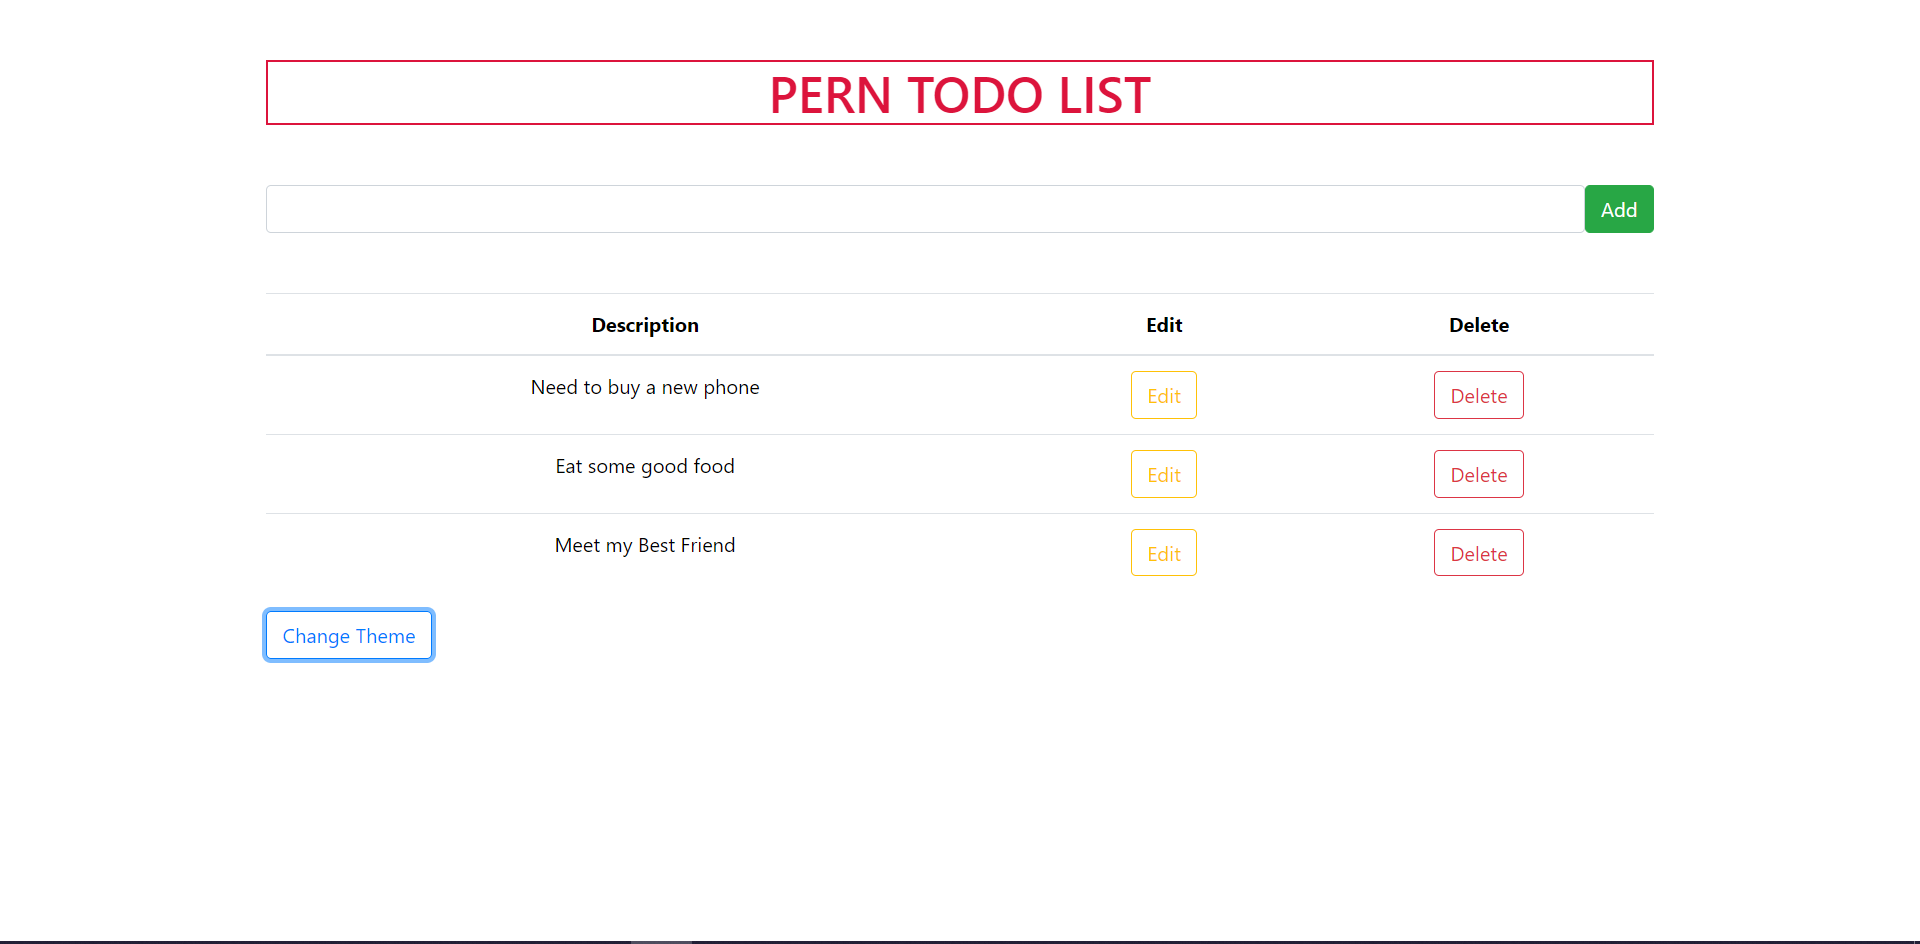 PERN TODO LIST
Add
Description Edit Delete
Need to buy a new phone Edit Delete
Eat some good food Edit Delete
Meet my Best Friend Edit Delete
Change Theme